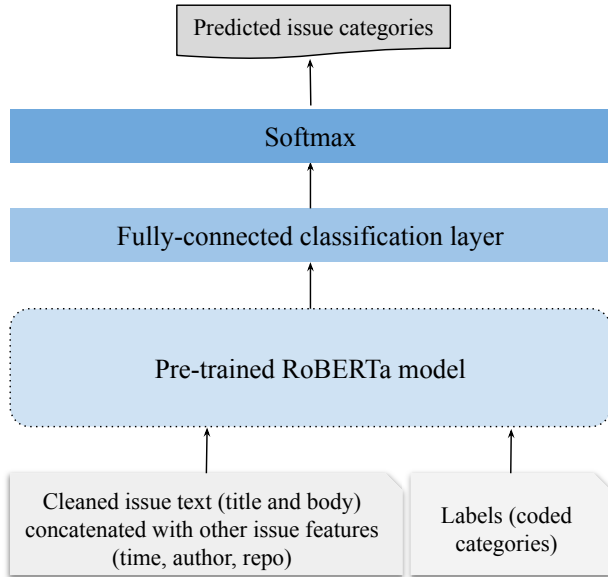 Predicted issue categories
Softmax
Fully-connected classification layer
Pre-trained RoBERTa model
Cleaned issue text (title and body)
concatenated with other issue features
(time, author, repo)
Labels (coded
categories)